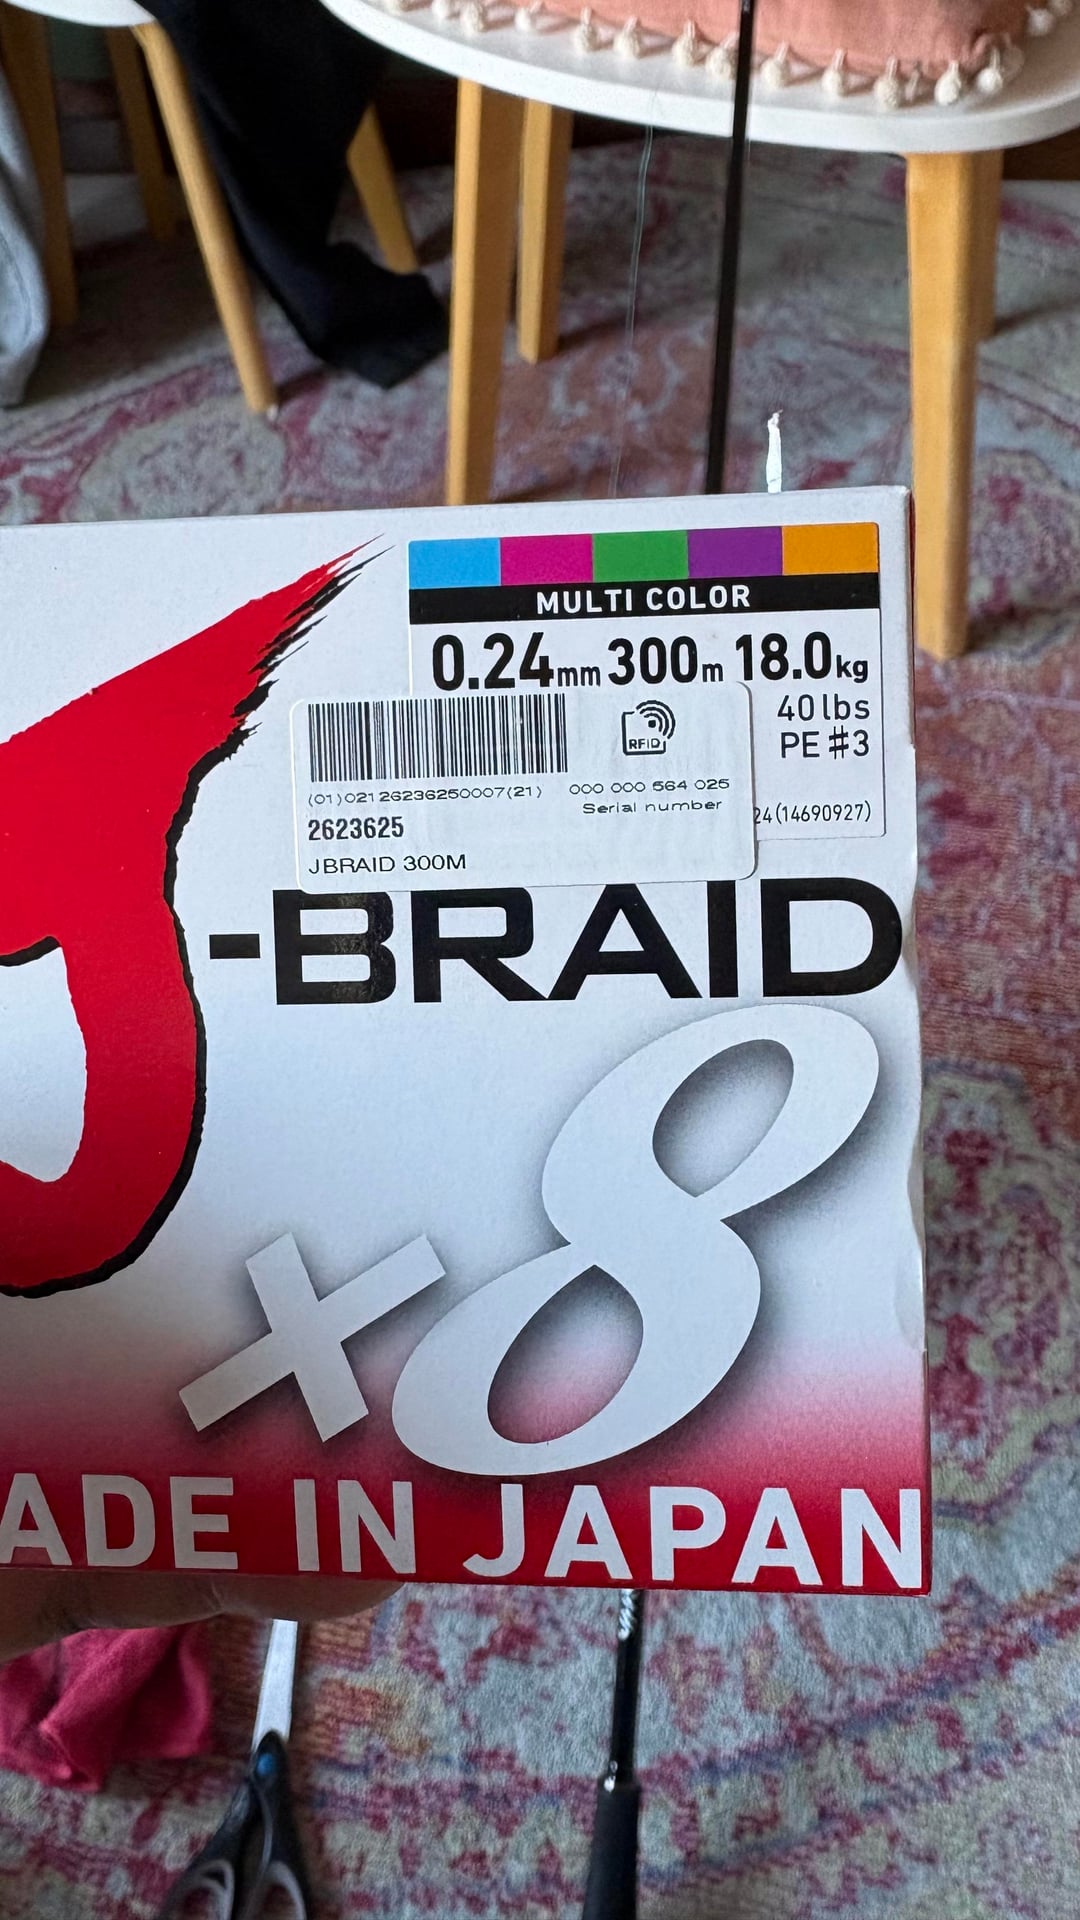 MULTI COLOR
0.24mm 300m 18.0kg
40 lbs
PE #3
RFID
(01)02126236250007(21)
000 000 564 025
Serial number
2623625
24(14690927)
JBRAID 300M
J-BRAID
x8
ADE IN JAPAN